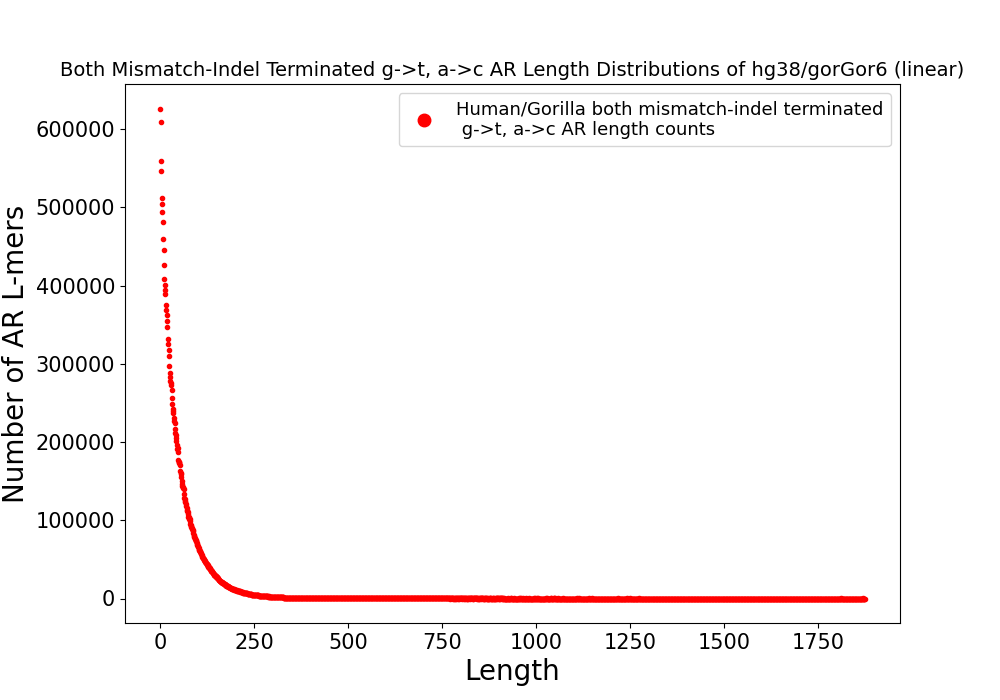 Both Mismatch-Indel Terminated g->t, a->c AR Length Distributions of hg38/gorGor6 (linear)
Human/Gorilla both mismatch-indel terminated
g->t, a->c AR length counts
Number of AR L-mers
600000
500000
400000
300000
200000
100000
0
0 250 500 750 1000 1250 1500 1750
Length